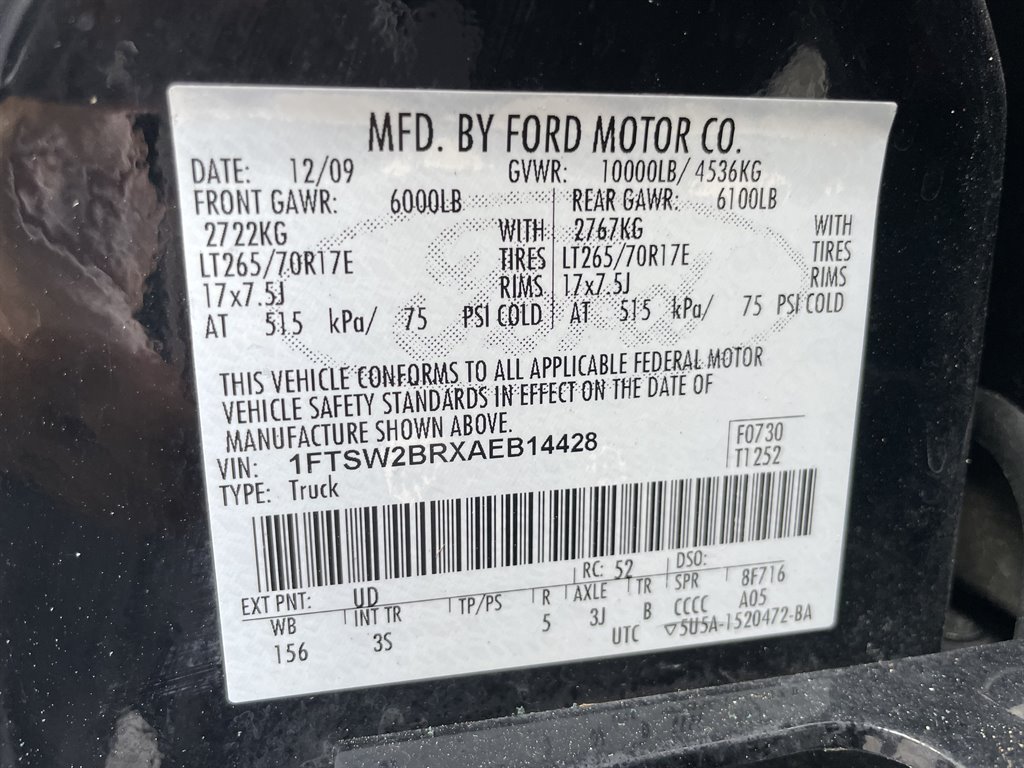 MFD. BY FORD MOTOR CO.
DATE: 12/09 GVWR: 10000LB/ 4536KG
FRONT GAWR: 6000LB REAR GAWR: 6100LB
2722KG WITH 2767KG WITH
LT265/70R17E TIRES LT265/70R17E TIRES
17x7.5J RIMS 17x7.5J RIMS
AT 515 kPa/ 75 PSI COLD AT 515 kPa/ 75 PSI COLD
THIS VEHICLE CONFORMS TO ALL APPLICABLE FEDERAL MOTOR
VEHICLE SAFETY STANDARDS IN EFFECT ON THE DATE OF
MANUFACTURE SHOWN ABOVE.
VIN: 1FTSW2BRXAEB14428 F0730
TYPE: Truck T1252
EXT PNT: UD RC: 52 DSO:
WB INT TR TP/PS R AXLE TR SPR 8F716
156 3S 5 3J B CCCC A05
UTC ▽5U5A-1520472-BA